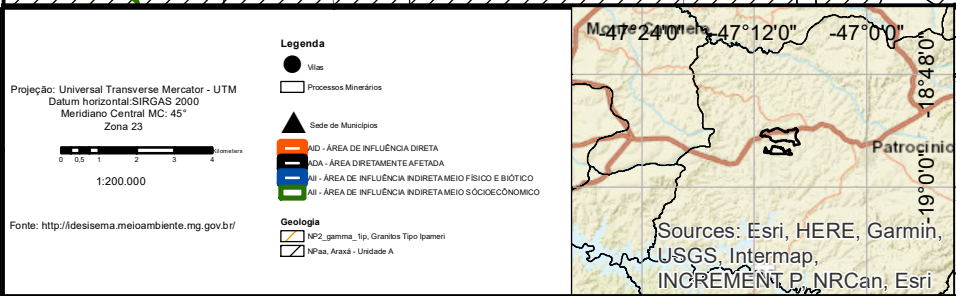 Projeção: Universal Transverse Mercator - UTM
Datum horizontal:SIRGAS 2000
Meridiano Central MC: 45°
Zona 23
0 0,5 1 2 3 4
Kilometers
1:200.000
Fonte: http://idesisema.meioambiente.mg.gov.br/
Legenda
Vilas
Processos Minerários
Sede de Municípios
AID - ÁREA DE INFLUÊNCIA DIRETA
ADA - ÁREA DIRETAMENTE AFETADA
AII - ÁREA DE INFLUÊNCIA INDIRETA MEIO FÍSICO E BIÓTICO
AII - ÁREA DE INFLUÊNCIA INDIRETA MEIO SÓCIOECÔNOMICO
Geologia
NP2_gamma_1ip, Granitos Tipo Ipameri
NPaa, Araxá - Unidade A
Monte Carmelo
-47°24'0" -47°12'0" -47°0'0"
-18°48'0"
Patrocínio
-19°0'0"
Sources: Esri, HERE, Garmin,
USGS, Intermap,
INCREMENT P, NRCan, Esri